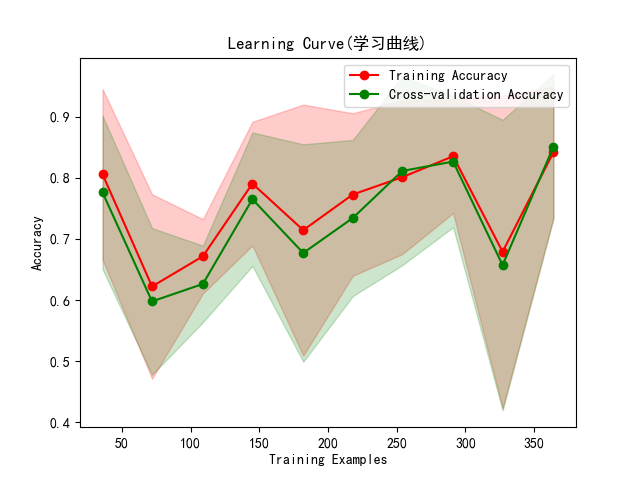 Learning Curve(学习曲线)
Training Accuracy
Cross-validation Accuracy
Accuracy
0.9
0.8
0.7
0.6
0.5
0.4
50 100 150 200 250 300 350
Training Examples